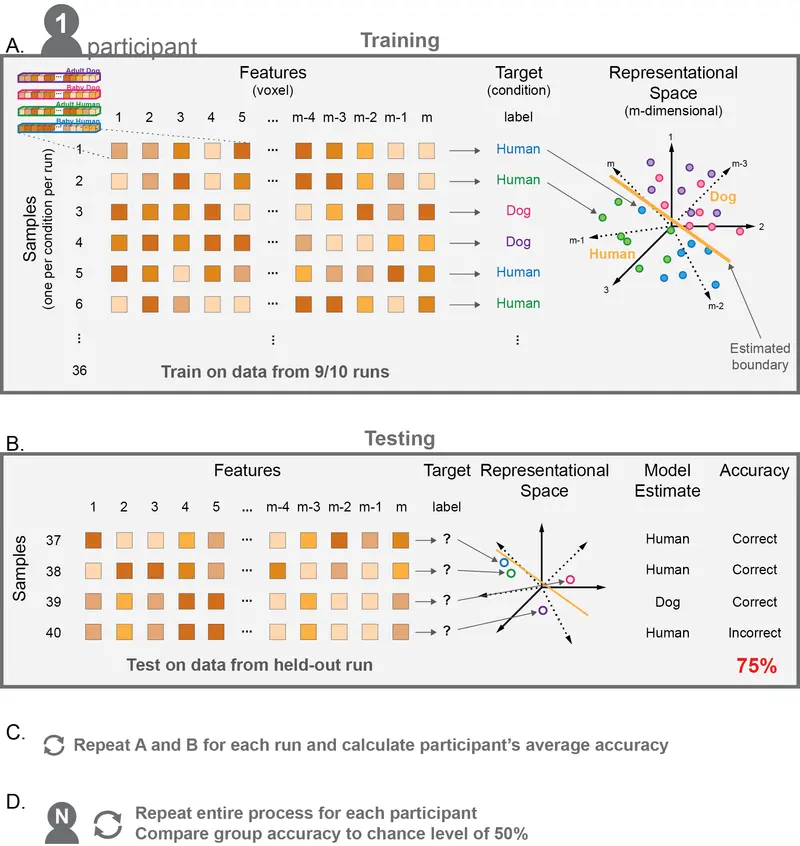 A.
1
participant
Training
Adult Dog
Baby Dog
Adult Human
Baby Human
Features
(voxel)
Target
(condition)
Representational
Space
(m-dimensional)
1 2 3 4 5 ... m-4 m-3 m-2 m-1 m
label
Samples
(one per condition per run)
1 ... Human
2 ... Human
3 ... Dog
4 ... Dog
5 ... Human
6 ... Human
... ...
36
Train on data from 9/10 runs
1
m
m-3
Dog
2
m-1
Human
3
m-2
Estimated
boundary
B.
Testing
Features
Target
Representational
Space
Model
Estimate
Accuracy
1 2 3 4 5 ... m-4 m-3 m-2 m-1 m
label
Samples
37 ... ? Human Correct
38 ... ? Human Correct
39 ... ? Dog Correct
40 ... ? Human Incorrect
Test on data from held-out run
75%
C.
Repeat A and B for each run and calculate participant's average accuracy
D.
N
Repeat entire process for each participant
Compare group accuracy to chance level of 50%